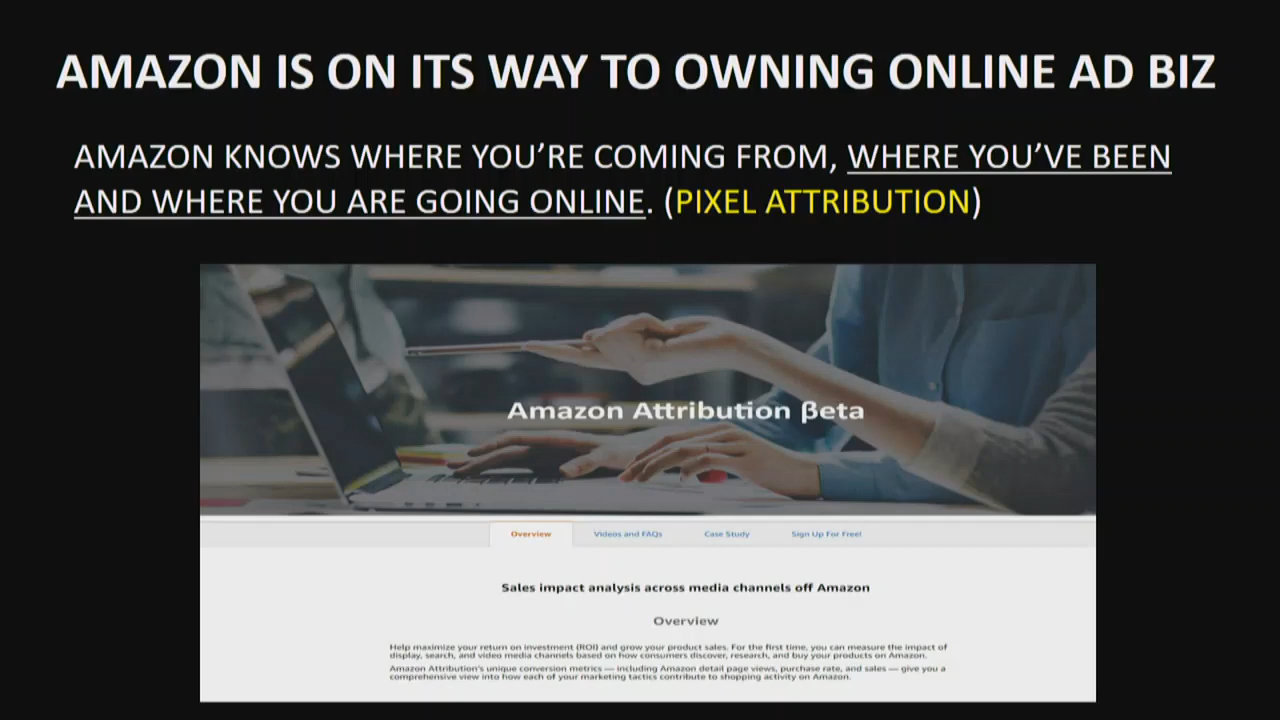 AMAZON IS ON ITS WAY TO OWNING ONLINE AD BIZ
AMAZON KNOWS WHERE YOU’RE COMING FROM, WHERE YOU’VE BEEN
AND WHERE YOU ARE GOING ONLINE. (PIXEL ATTRIBUTION)
Amazon Attribution βeta
Overview Videos and FAQs Case Study Sign Up For Free!
Sales impact analysis across media channels off Amazon
Overview
Help maximize your return on investment (ROI) and grow your product sales. For the first time, you can measure the impact of
display, search, and video media channels based on how consumers discover, research, and buy your products on Amazon.
Amazon Attribution's unique conversion metrics — including Amazon detail page views, purchase rate, and sales — give you a
comprehensive view into how each of your marketing tactics contribute to shopping activity on Amazon.